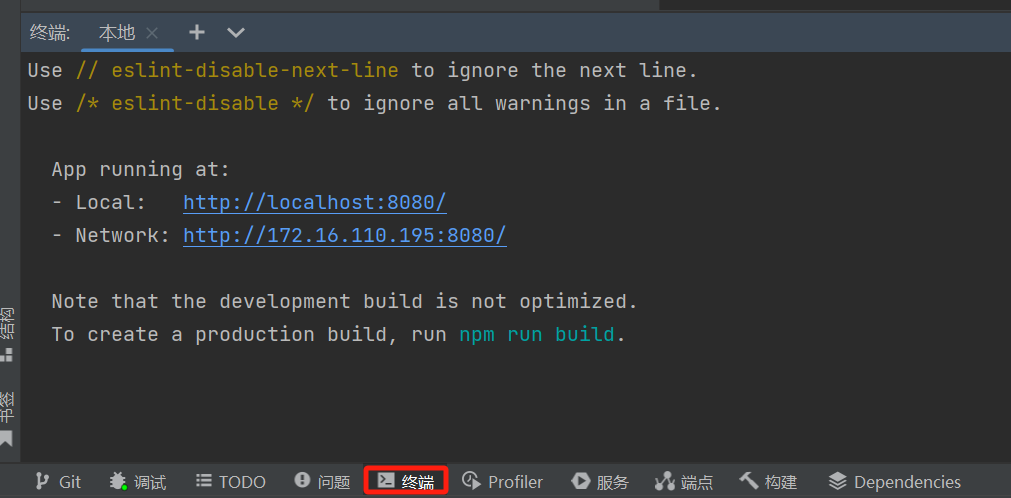 终端: 本地
Use // eslint-disable-next-line to ignore the next line.
Use /* eslint-disable */ to ignore all warnings in a file.
App running at:
- Local: http://localhost:8080/
- Network: http://172.16.110.195:8080/
Note that the development build is not optimized.
To create a production build, run npm run build.
结构
书签
Git 调试 TODO 问题 终端 Profiler 服务 端点 构建 Dependencies